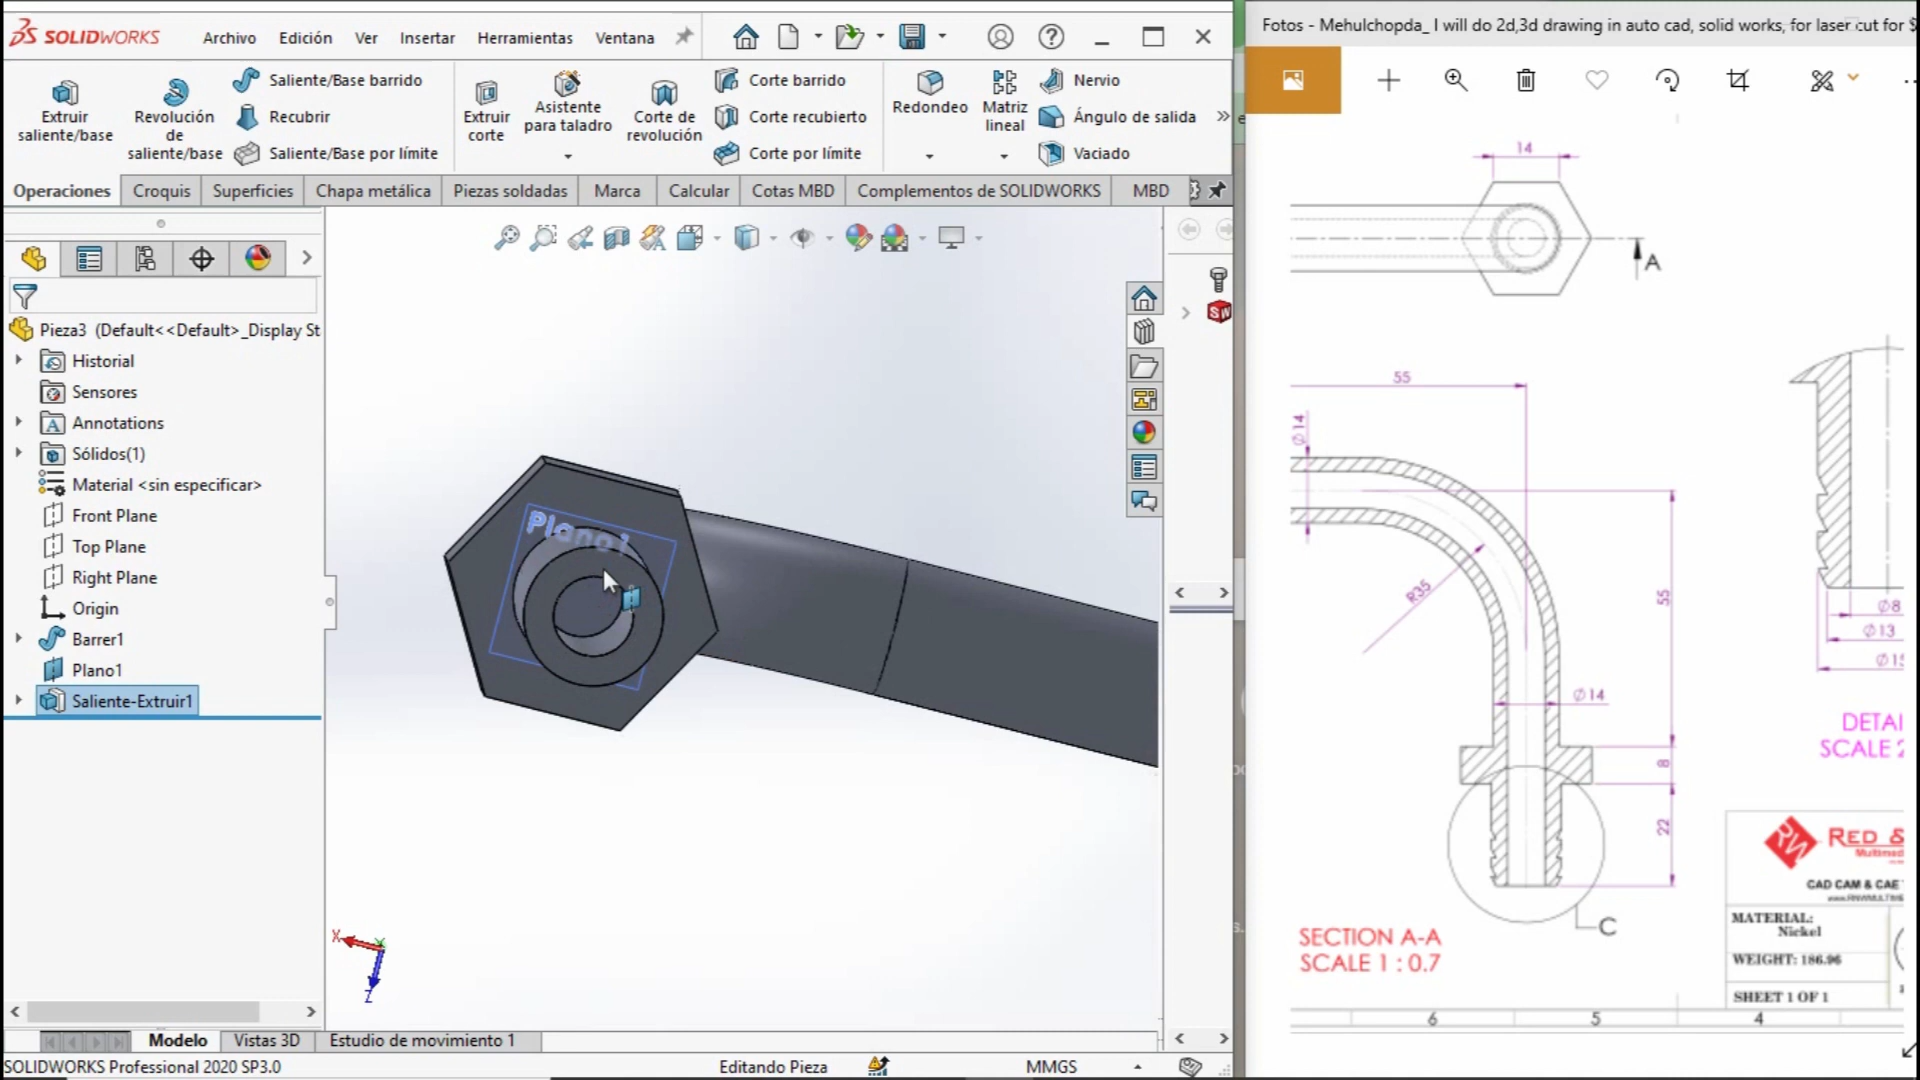 SOLIDWORKS
Archivo Edición Ver Insertar Herramientas Ventana
Extruir saliente/base
Revolución de saliente/base
Saliente/Base barrido
Recubrir
Saliente/Base por límite
Extruir corte
Asistente para taladro
Corte de revolución
Corte barrido
Corte recubierto
Corte por límite
Redondeo
Matriz lineal
Nervio
Ángulo de salida
Vaciado
Operaciones Croquis Superficies Chapa metálica Piezas soldadas Marca Calcular Cotas MBD Complementos de SOLIDWORKS MBD
Pieza3 (Default<<Default>_Display St
Historial
Sensores
Annotations
Sólidos(1)
Material <sin especificar>
Front Plane
Top Plane
Right Plane
Origin
Barrer1
Plano1
Saliente-Extruir1
Plano1
X
Y
Z
Modelo Vistas 3D Estudio de movimiento 1
SOLIDWORKS Professional 2020 SP3.0
Editando Pieza
MMGS
Fotos - Mehulchopda_ I will do 2d,3d drawing in auto cad, solid works, for laser cut for $
14
A
55
Ø14
R35
55
Ø14
8
22
C
SECTION A-A
SCALE 1 : 0.7
Ø8
Ø13
Ø15
DETAI
SCALE 2
RED &
Multimed
CAD CAM & CAE
MATERIAL:
Nickel
WEIGHT: 186.96
SHEET 1 OF 1
6 5 4